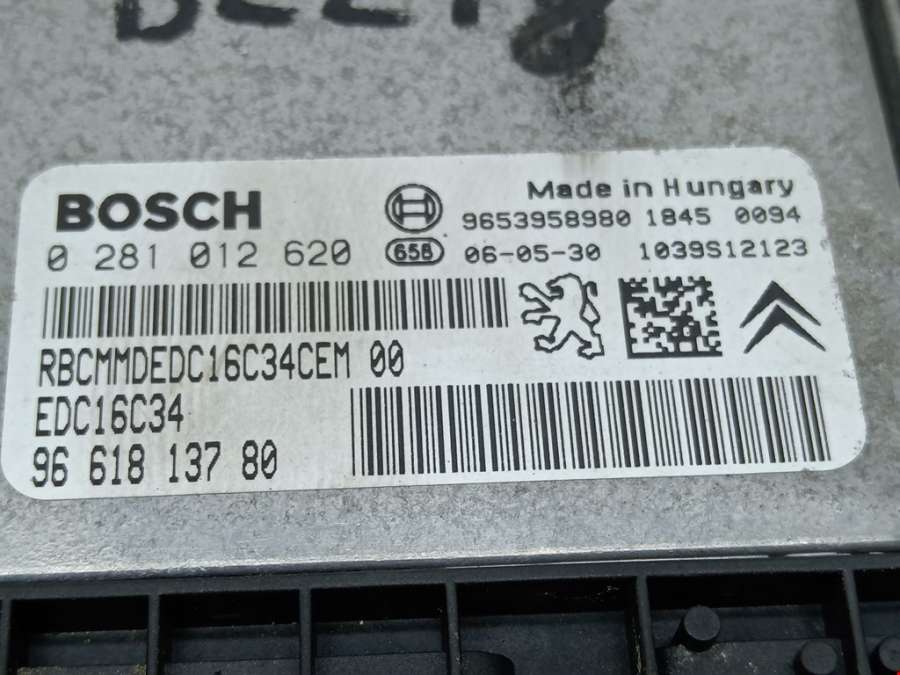 BOSCH
Made in Hungary
9653958980 1845 0094
0 281 012 620
658
06-05-30
1039S12123
RBCMMDEDC16C34CEM 00
EDC16C34
96 618 137 80